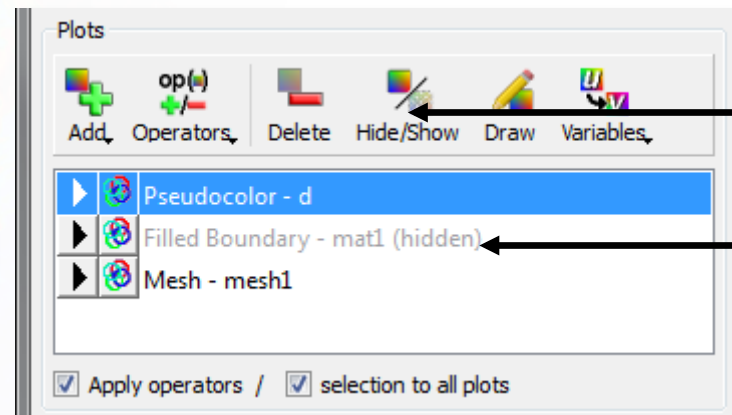 Plots
op(▪)
+/−
U
V
Add Operators Delete Hide/Show Draw Variables
Pseudocolor - d
Filled Boundary - mat1 (hidden)
Mesh - mesh1
Apply operators / selection to all plots